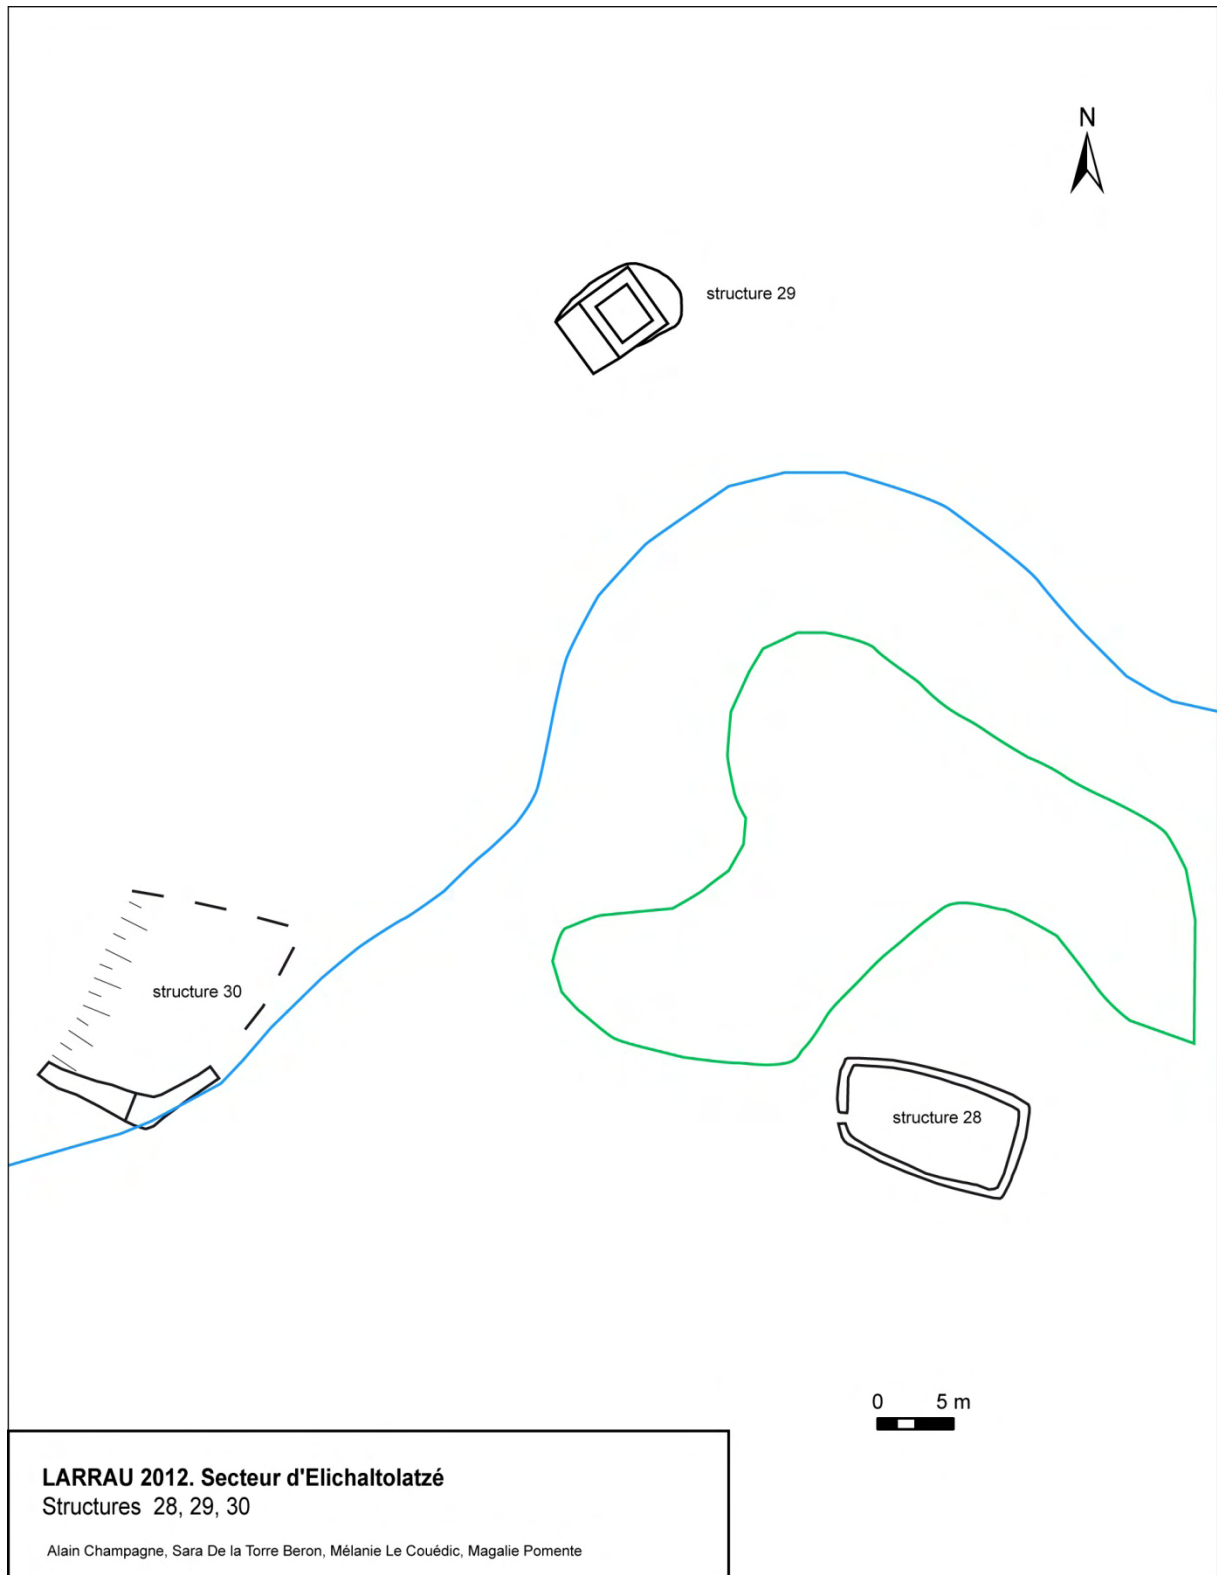 N
structure 29
structure 30
structure 28
0 5 m
LARRAU 2012. Secteur d'Elichaltolatzé
Structures 28, 29, 30
Alain Champagne, Sara De la Torre Beron, Mélanie Le Couédic, Magalie Pomente